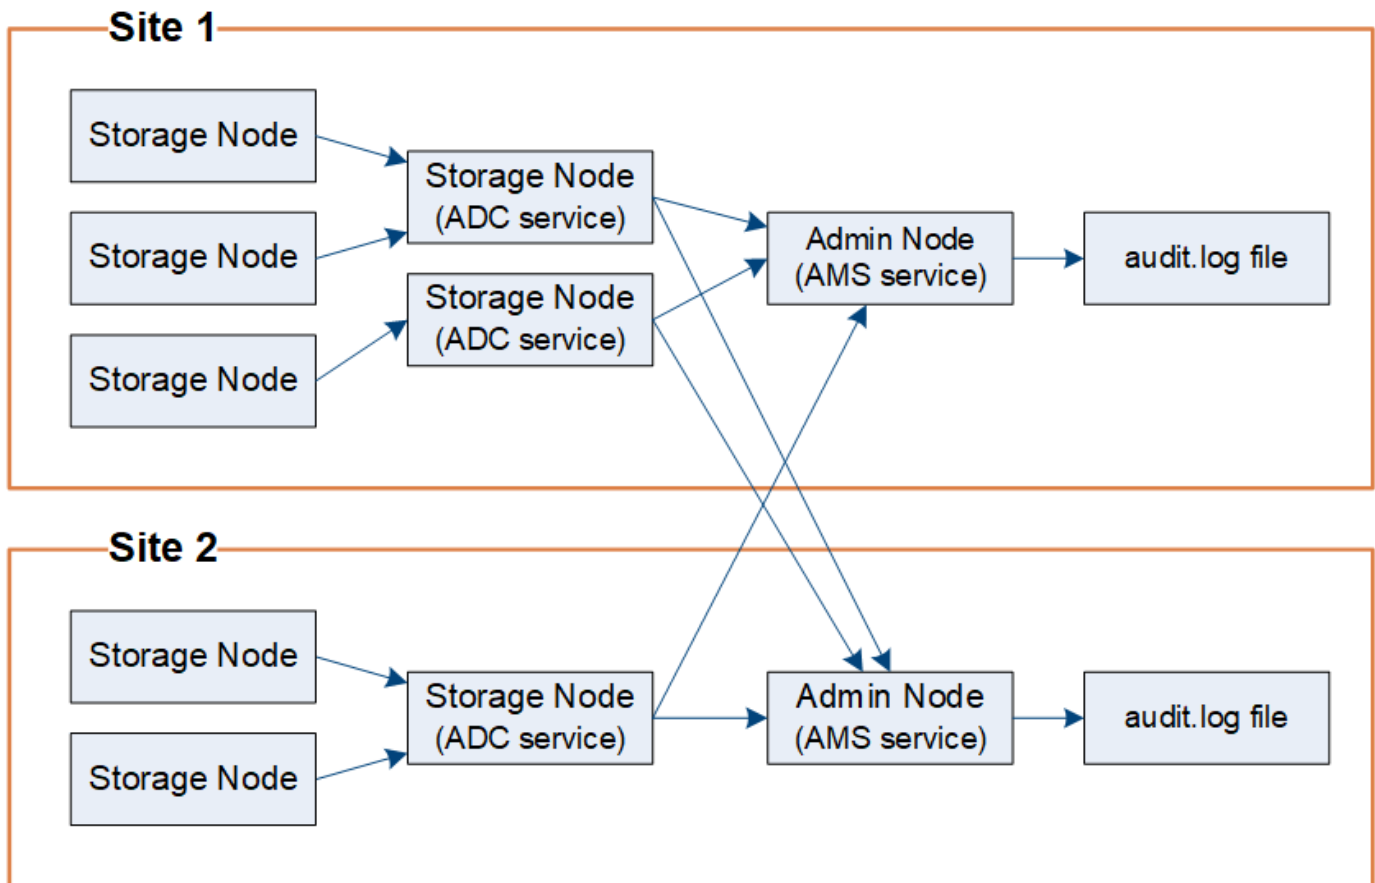 Site 1
Storage Node
Storage Node
Storage Node
Storage Node
(ADC service)
Storage Node
(ADC service)
Admin Node
(AMS service)
audit.log file
Site 2
Storage Node
Storage Node
Storage Node
(ADC service)
Admin Node
(AMS service)
audit.log file